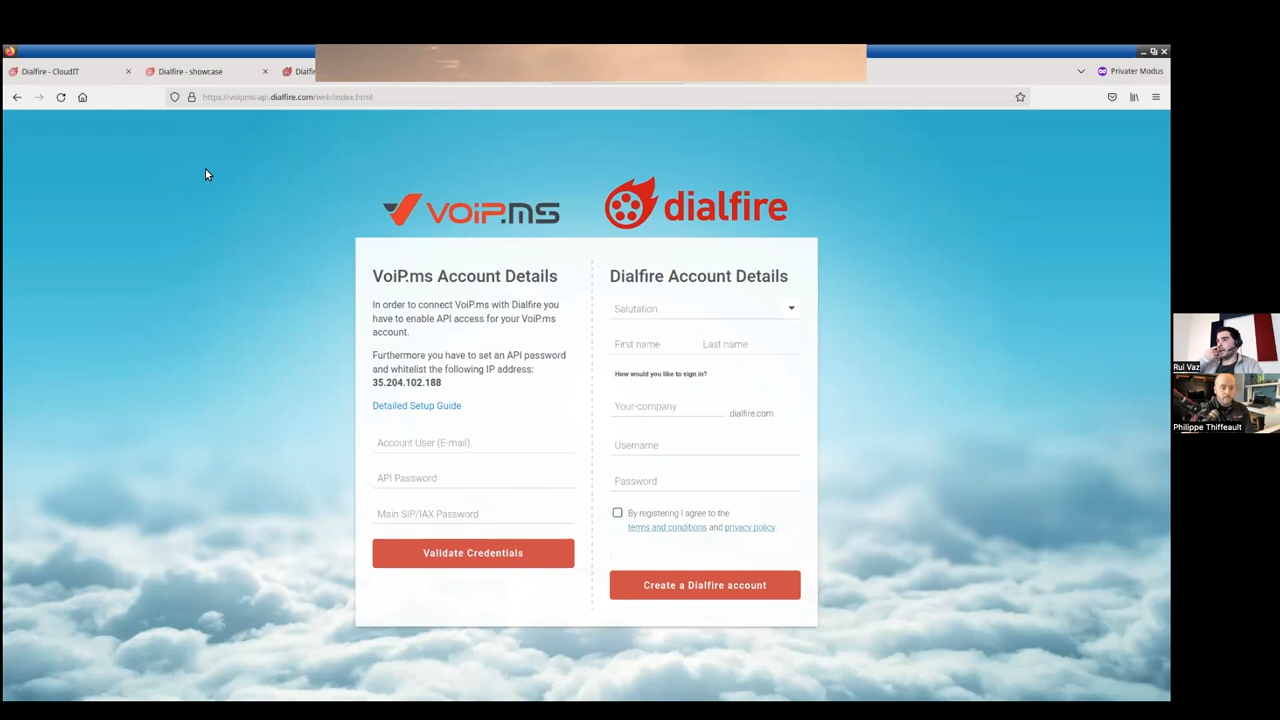 Dialfire - CloudIT
Dialfire - showcase
Privater Modus
https://voipms-api.dialfire.com/web/index.html
VOIP.MS
dialfire
VoiP.ms Account Details
In order to connect VoiP.ms with Dialfire you
have to enable API access for your VoiP.ms
account.
Furthermore you have to set an API password
and whitelist the following IP address:
35.204.102.188
Detailed Setup Guide
Account User (E-mail)
API Password
Main SIP/IAX Password
Validate Credentials
Dialfire Account Details
Salutation
First name Last name
How would you like to sign in?
Your-company .dialfire.com
Username
Password
By registering I agree to the
terms and conditions and privacy policy.
Create a Dialfire account
Rui Vaz
Philippe Thiffeault